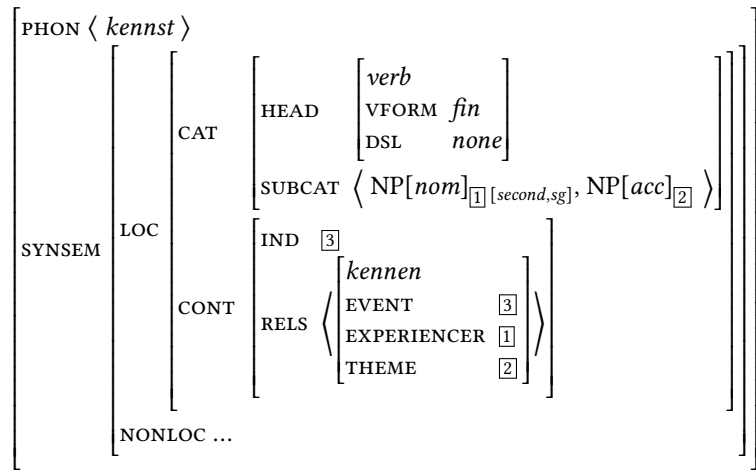 PHON ⟨ kennst ⟩
verb
HEAD VFORM fin
CAT DSL none
SUBCAT ⟨ NP[nom]1 [second,sg], NP[acc]2 ⟩
LOC IND 3
SYNSEM kennen
CONT EVENT 3
RELS ⟨ EXPERIENCER 1 ⟩
THEME 2
NONLOC ...